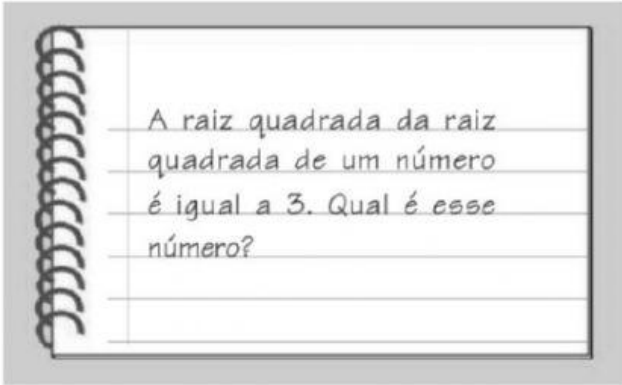 A raiz quadrada da raiz
quadrada de um número
é igual a 3. Qual é esse
número?